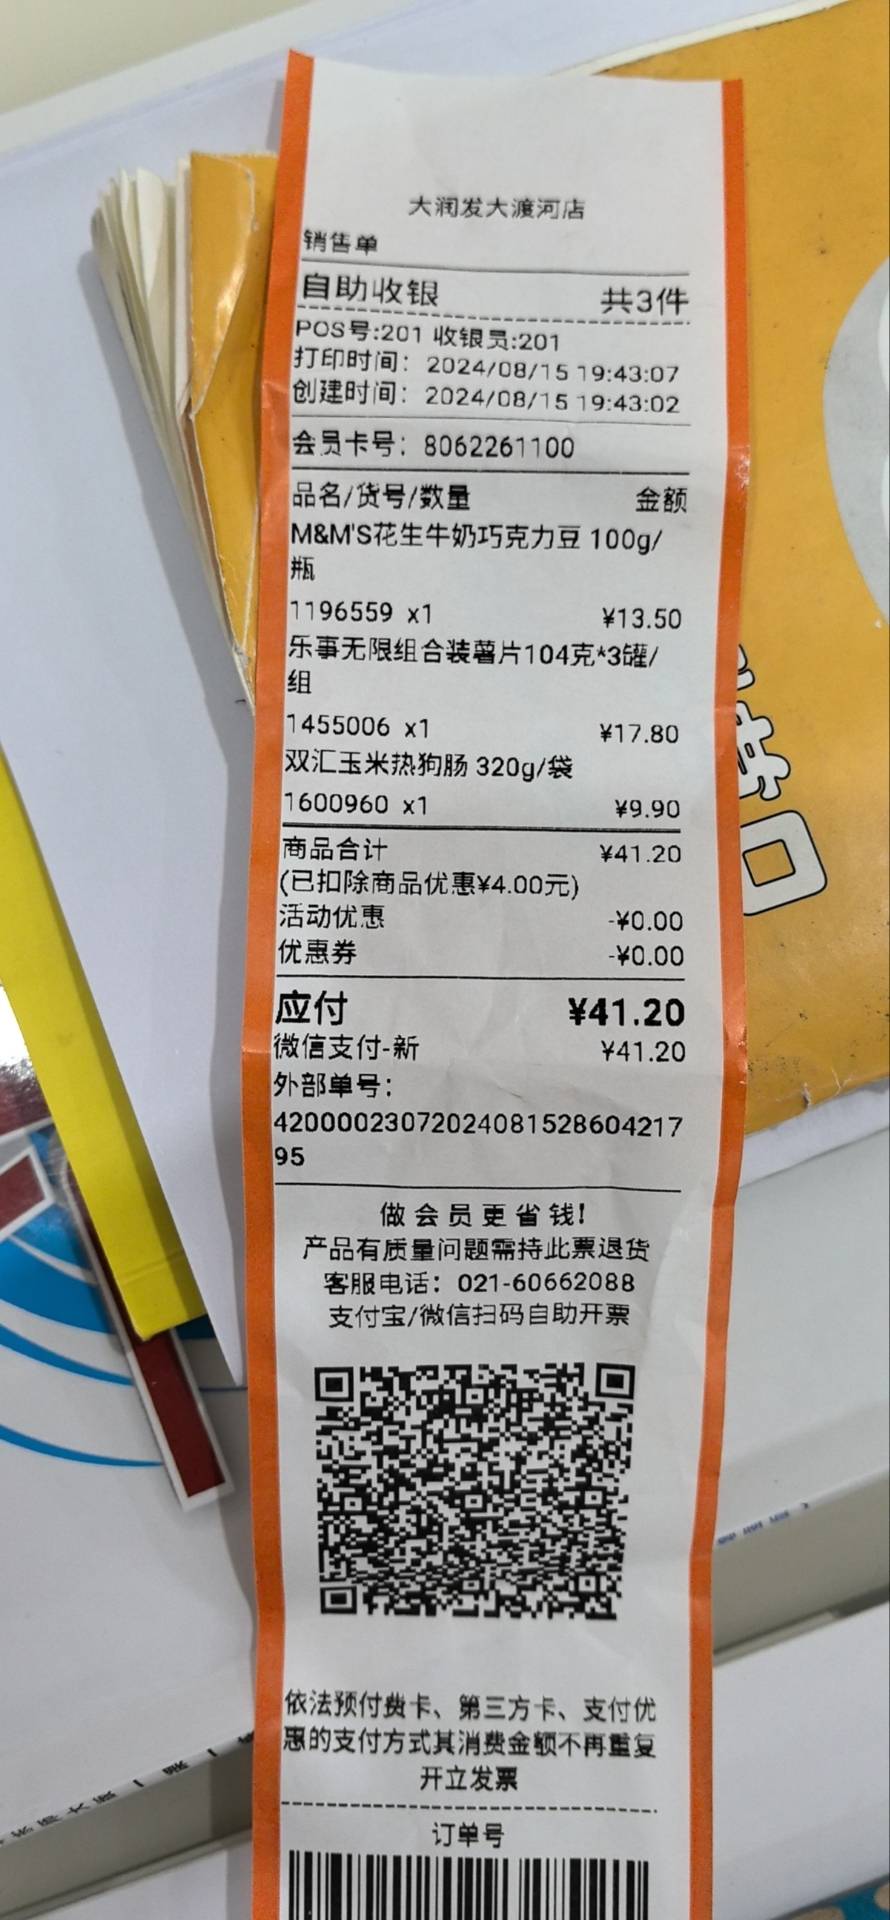 大润发大渡河店
销售单
自助收银 共3件
POS号:201 收银员:201
打印时间: 2024/08/15 19:43:07
创建时间: 2024/08/15 19:43:02
会员卡号: 8062261100
品名/货号/数量 金额
M&M'S花生牛奶巧克力豆 100g/
瓶
1196559 x1 ¥13.50
乐事无限组合装薯片104克*3罐/
组
1455006 x1 ¥17.80
双汇玉米热狗肠 320g/袋
1600960 x1 ¥9.90
商品合计 ¥41.20
(已扣除商品优惠¥4.00元)
活动优惠 -¥0.00
优惠券 -¥0.00
应付 ¥41.20
微信支付-新 ¥41.20
外部单号:
42000023072024081528604217
95
做会员更省钱!
产品有质量问题需持此票退货
客服电话: 021-60662088
支付宝/微信扫码自助开票
依法预付费卡、第三方卡、支付优
惠的支付方式其消费金额不再重复
开立发票
订单号
口